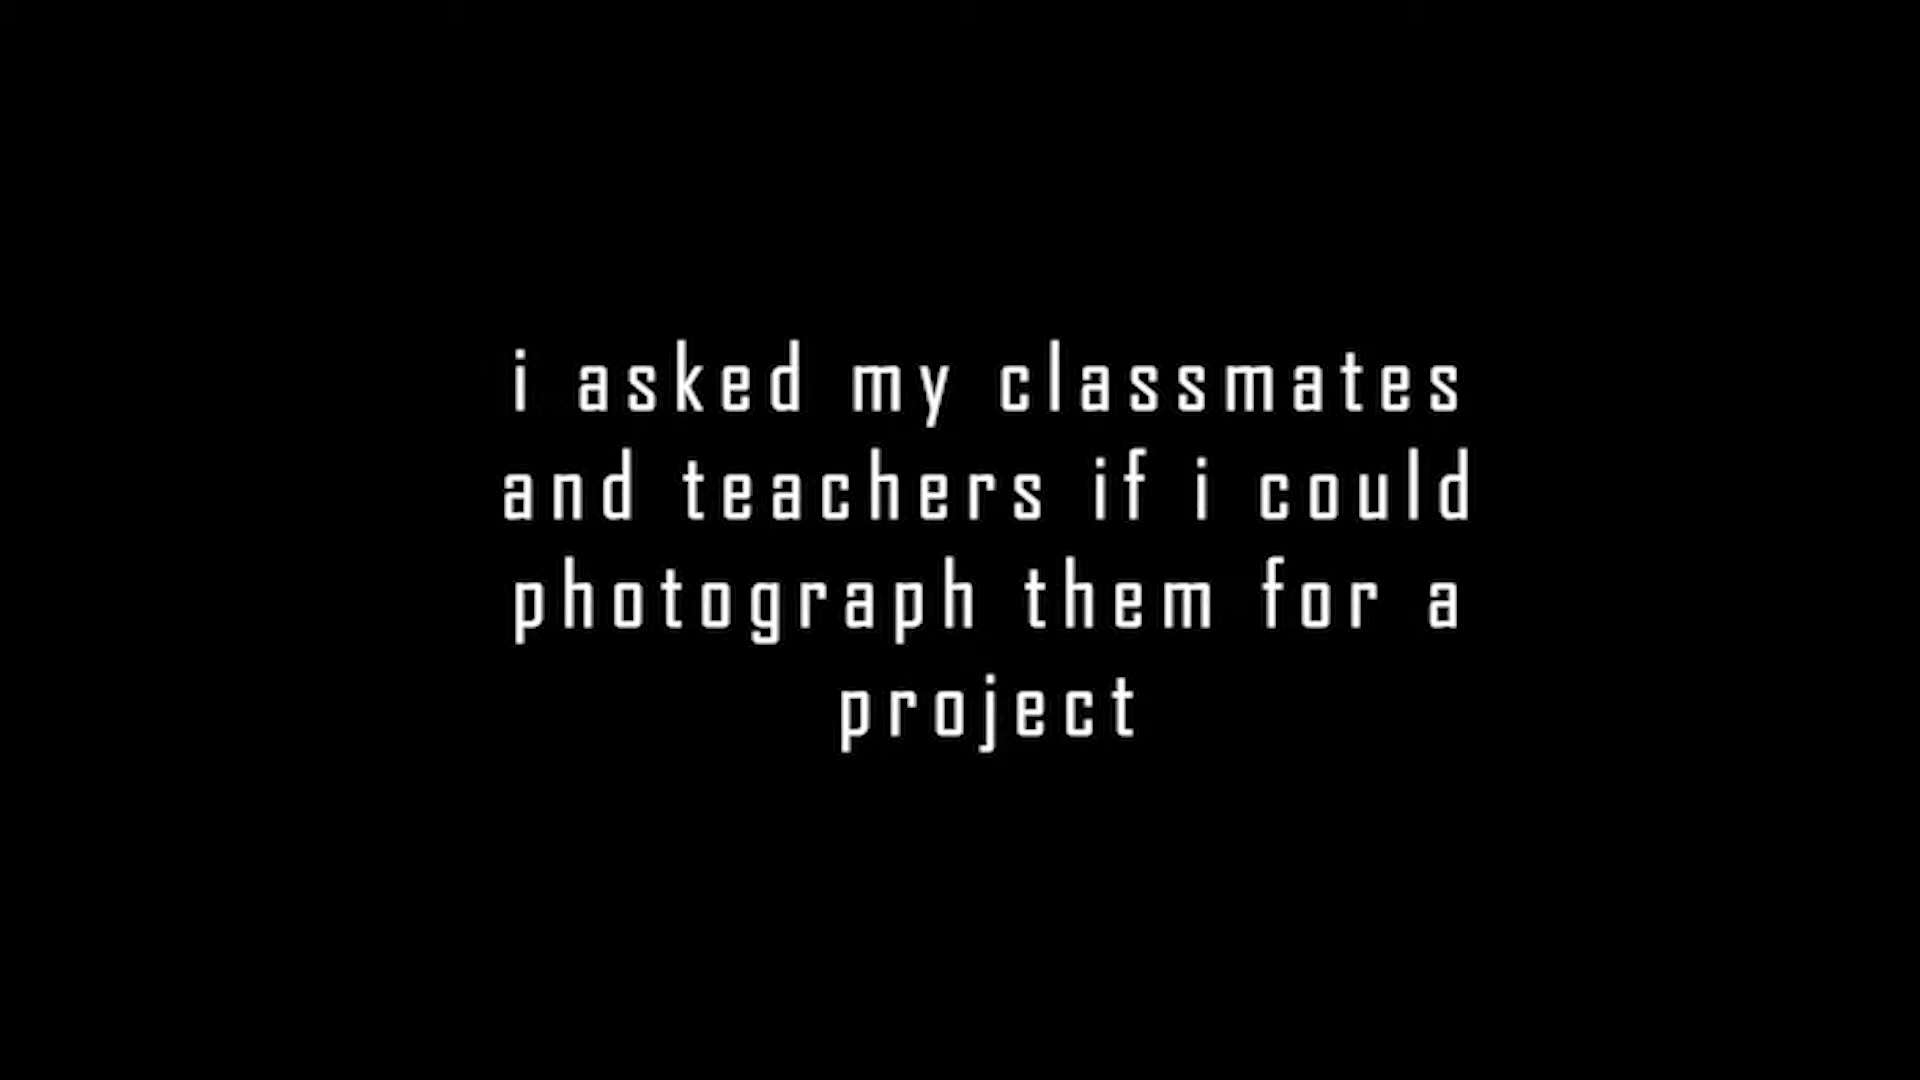 i asked my classmates
and teachers if i could
photograph them for a
project